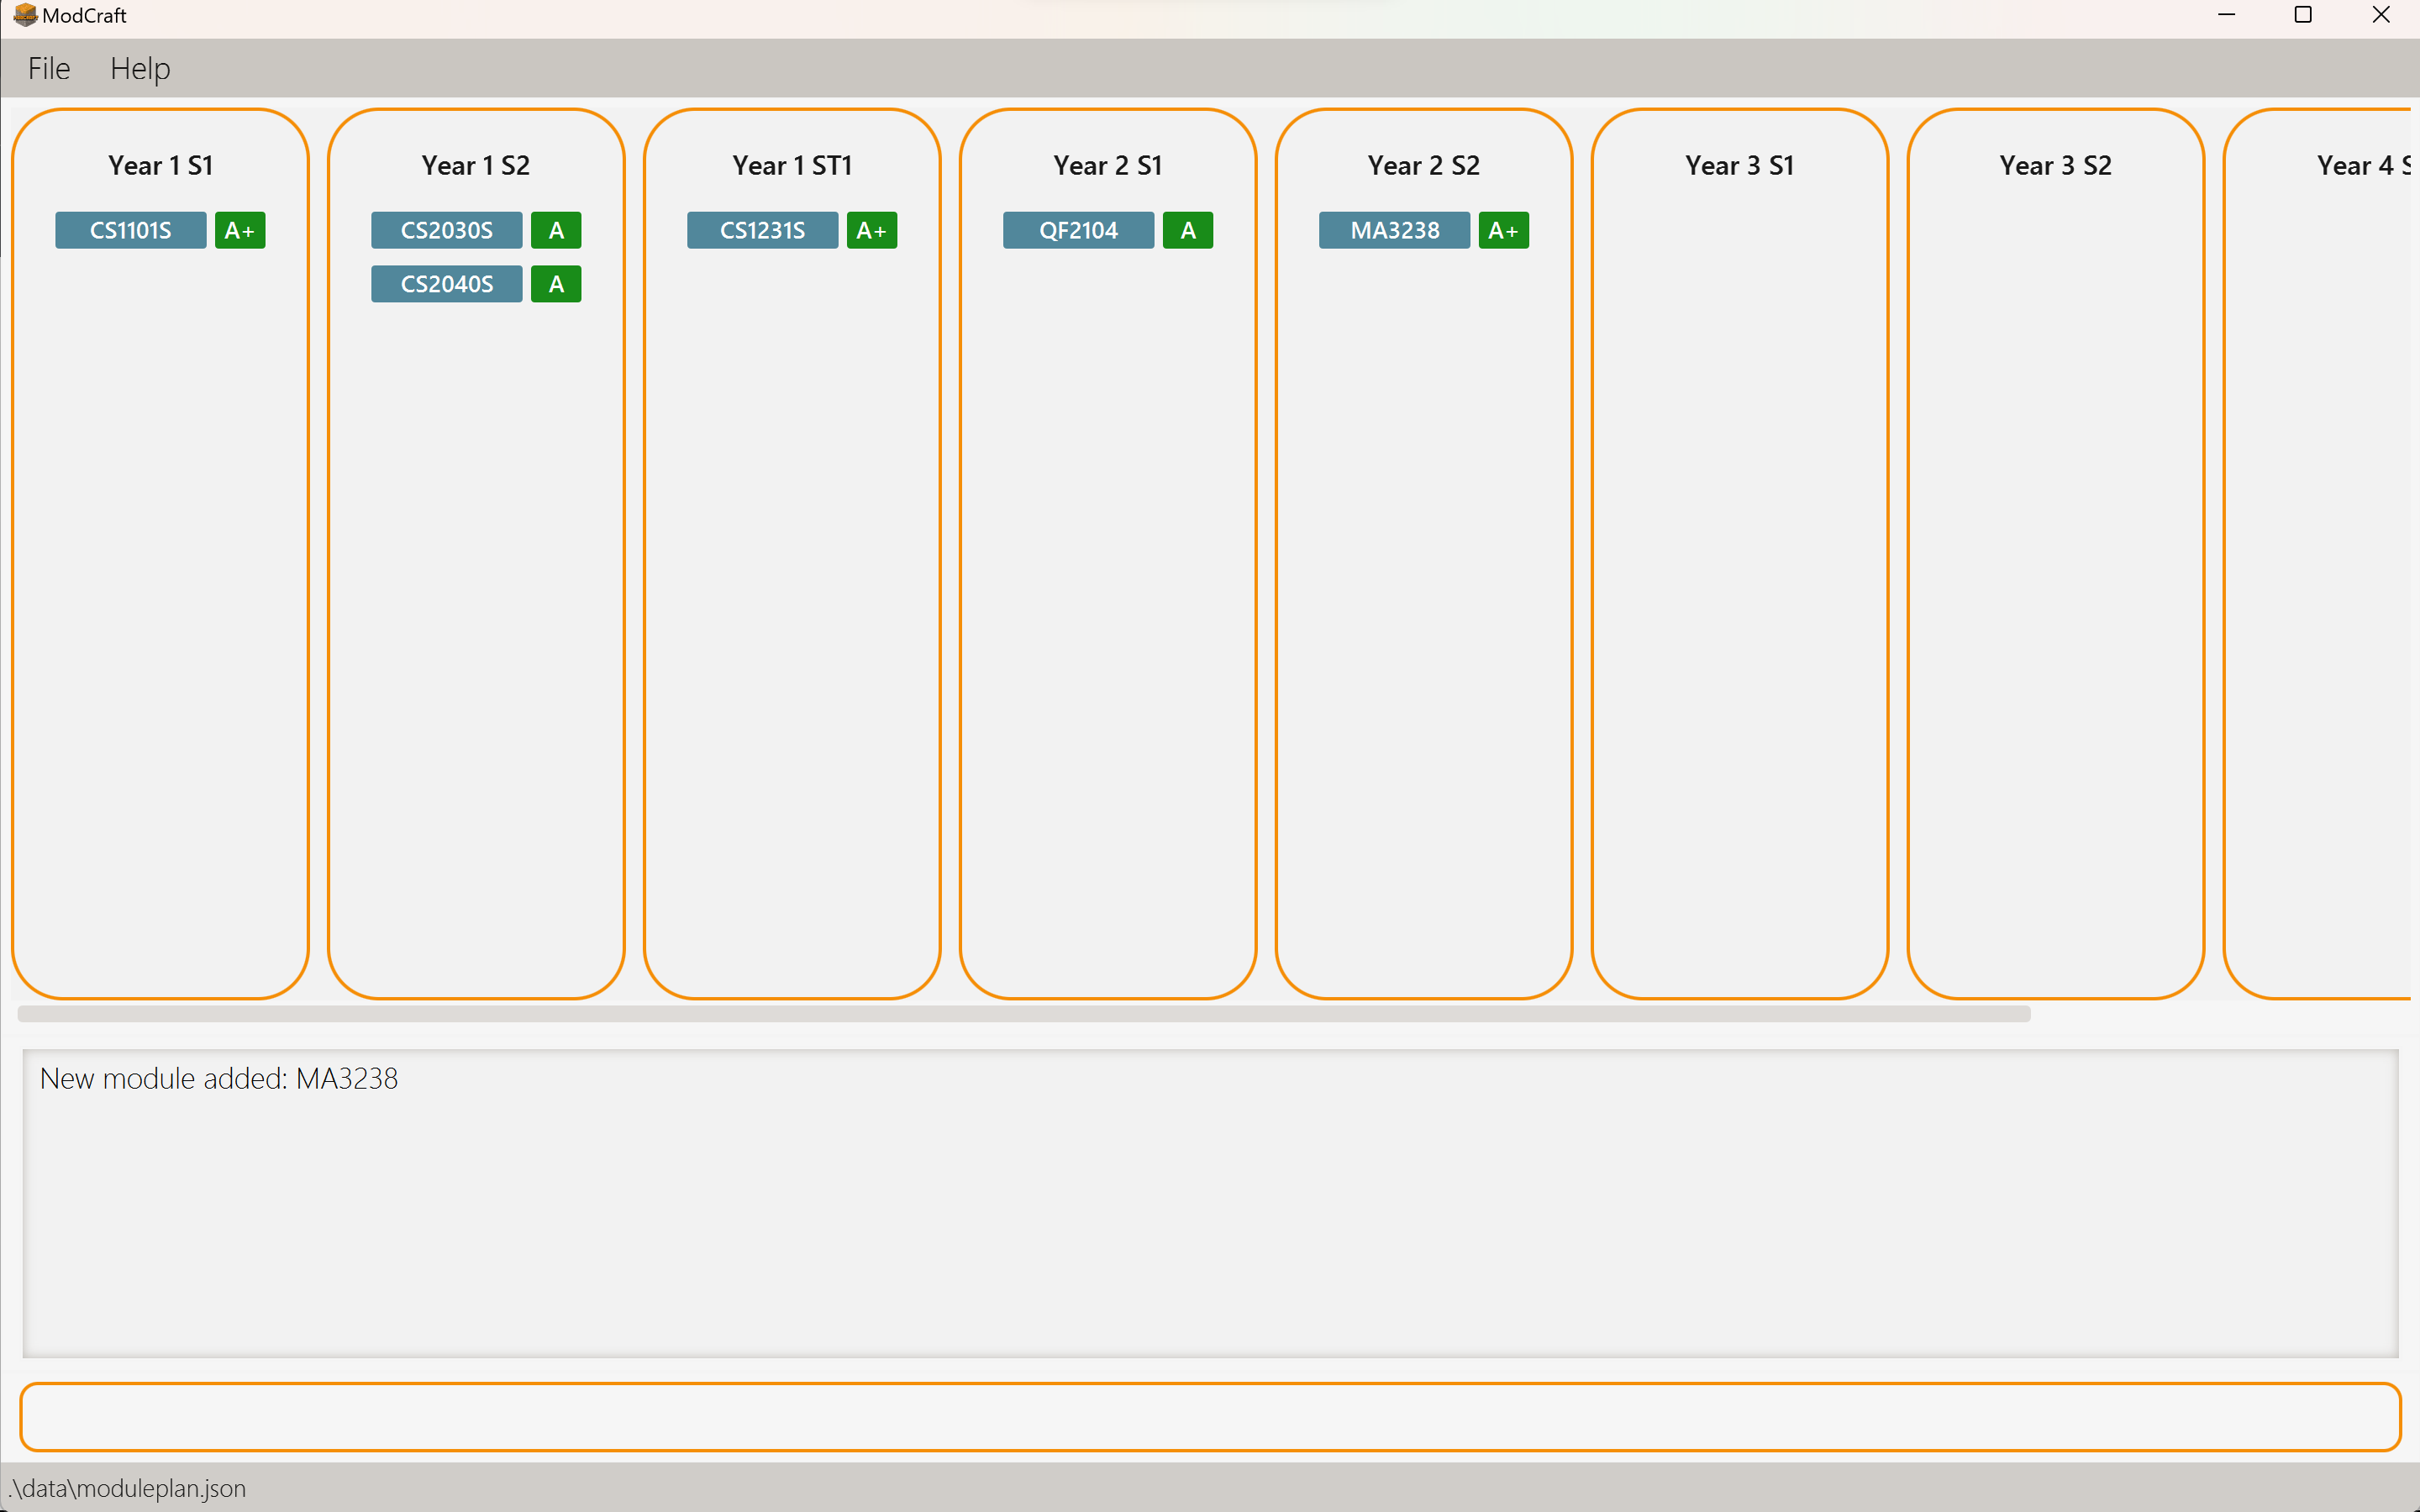 ModCraft
File Help
Year 1 S1
CS1101S A+
Year 1 S2
CS2030S A
CS2040S A
Year 1 ST1
CS1231S A+
Year 2 S1
QF2104 A
Year 2 S2
MA3238 A+
Year 3 S1
Year 3 S2
Year 4 S
New module added: MA3238
.\data\moduleplan.json